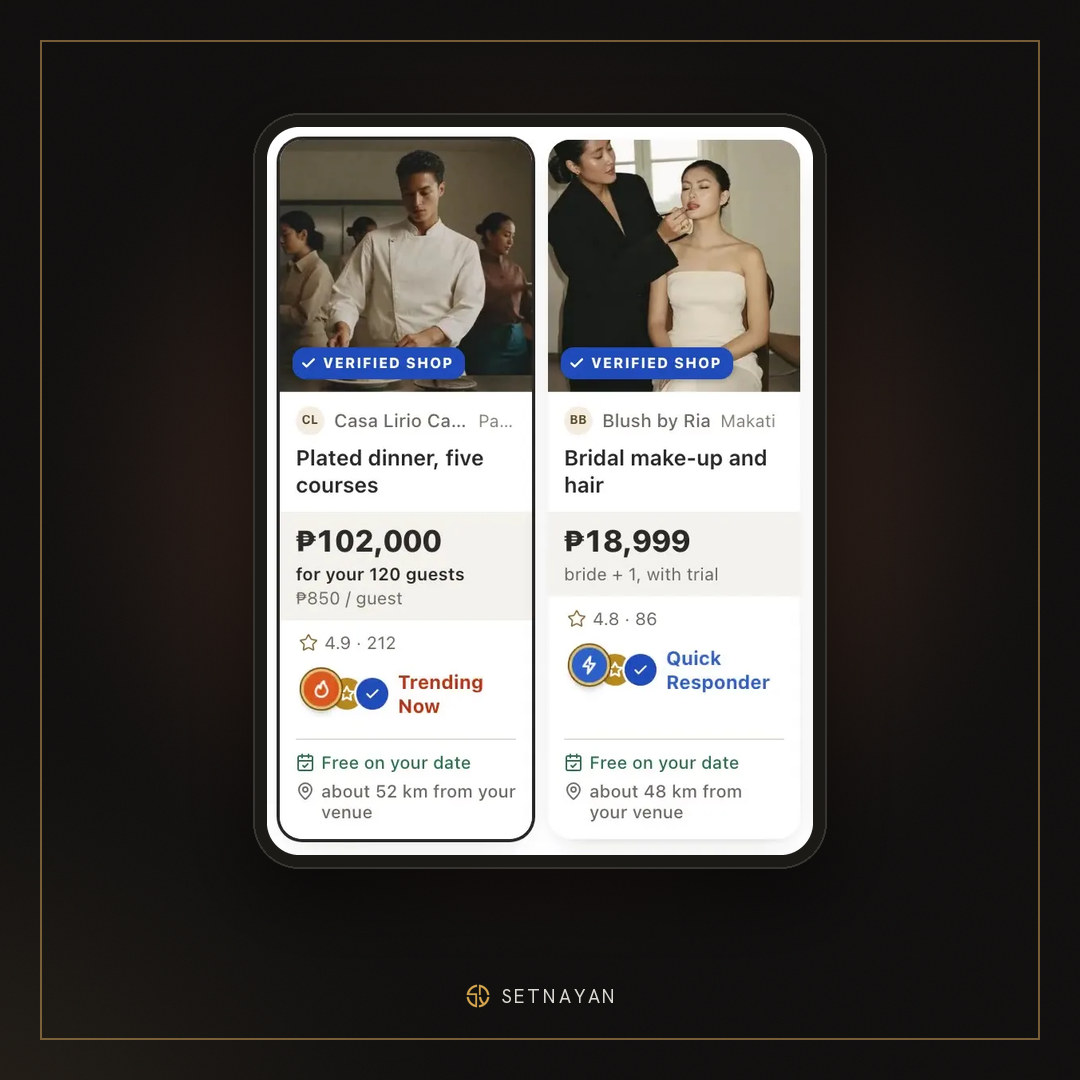 VERIFIED SHOP
CL Casa Lirio Ca... Pa...
Plated dinner, five
courses
₱102,000
for your 120 guests
₱850 / guest
4.9 · 212
Trending
Now
Free on your date
about 52 km from your
venue
VERIFIED SHOP
BB Blush by Ria Makati
Bridal make-up and
hair
₱18,999
bride + 1, with trial
4.8 · 86
Quick
Responder
Free on your date
about 48 km from
your venue
SETNAYAN